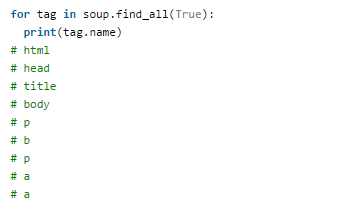 for tag in soup.find_all(True):
  print(tag.name)
# html
# head
# title
# body
# p
# b
# p
# a
# a